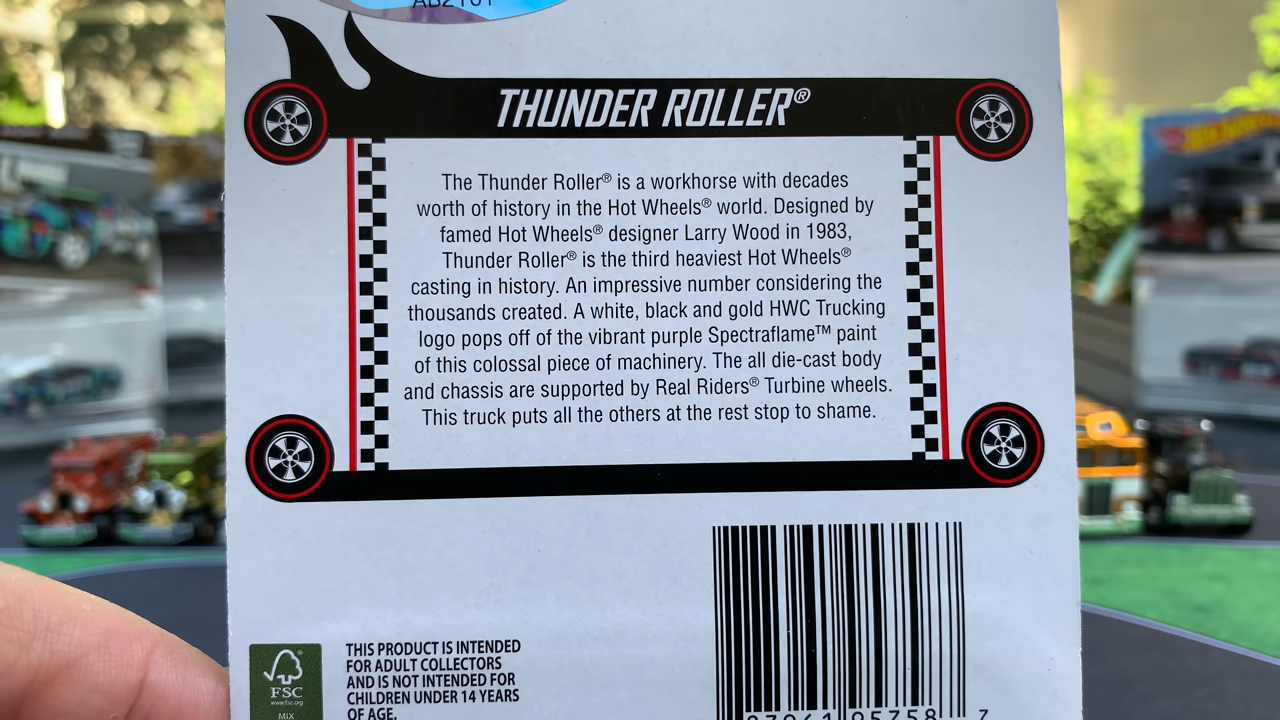 THUNDER ROLLER®
The Thunder Roller® is a workhorse with decades
worth of history in the Hot Wheels® world. Designed by
famed Hot Wheels® designer Larry Wood in 1983,
Thunder Roller® is the third heaviest Hot Wheels®
casting in history. An impressive number considering the
thousands created. A white, black and gold HWC Trucking
logo pops off of the vibrant purple Spectraflame™ paint
of this colossal piece of machinery. The all die-cast body
and chassis are supported by Real Riders® Turbine wheels.
This truck puts all the others at the rest stop to shame.
FSC
www.fsc.org
MIX
THIS PRODUCT IS INTENDED
FOR ADULT COLLECTORS
AND IS NOT INTENDED FOR
CHILDREN UNDER 14 YEARS
OF AGE.